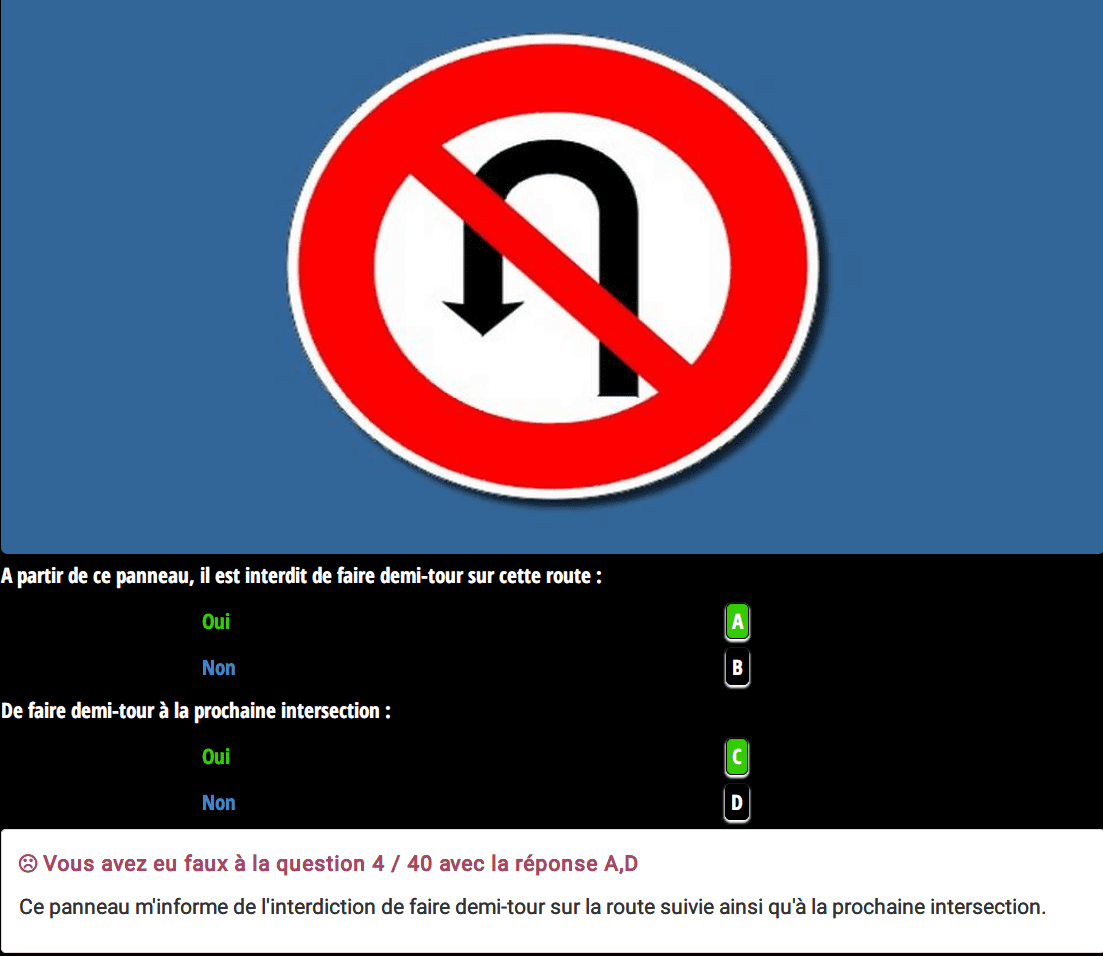 A partir de ce panneau, il est interdit de faire demi-tour sur cette route :
Oui A
Non B
De faire demi-tour à la prochaine intersection :
Oui C
Non D
Vous avez eu faux à la question 4 / 40 avec la réponse A,D
Ce panneau m'informe de l'interdiction de faire demi-tour sur la route suivie ainsi qu'à la prochaine intersection.